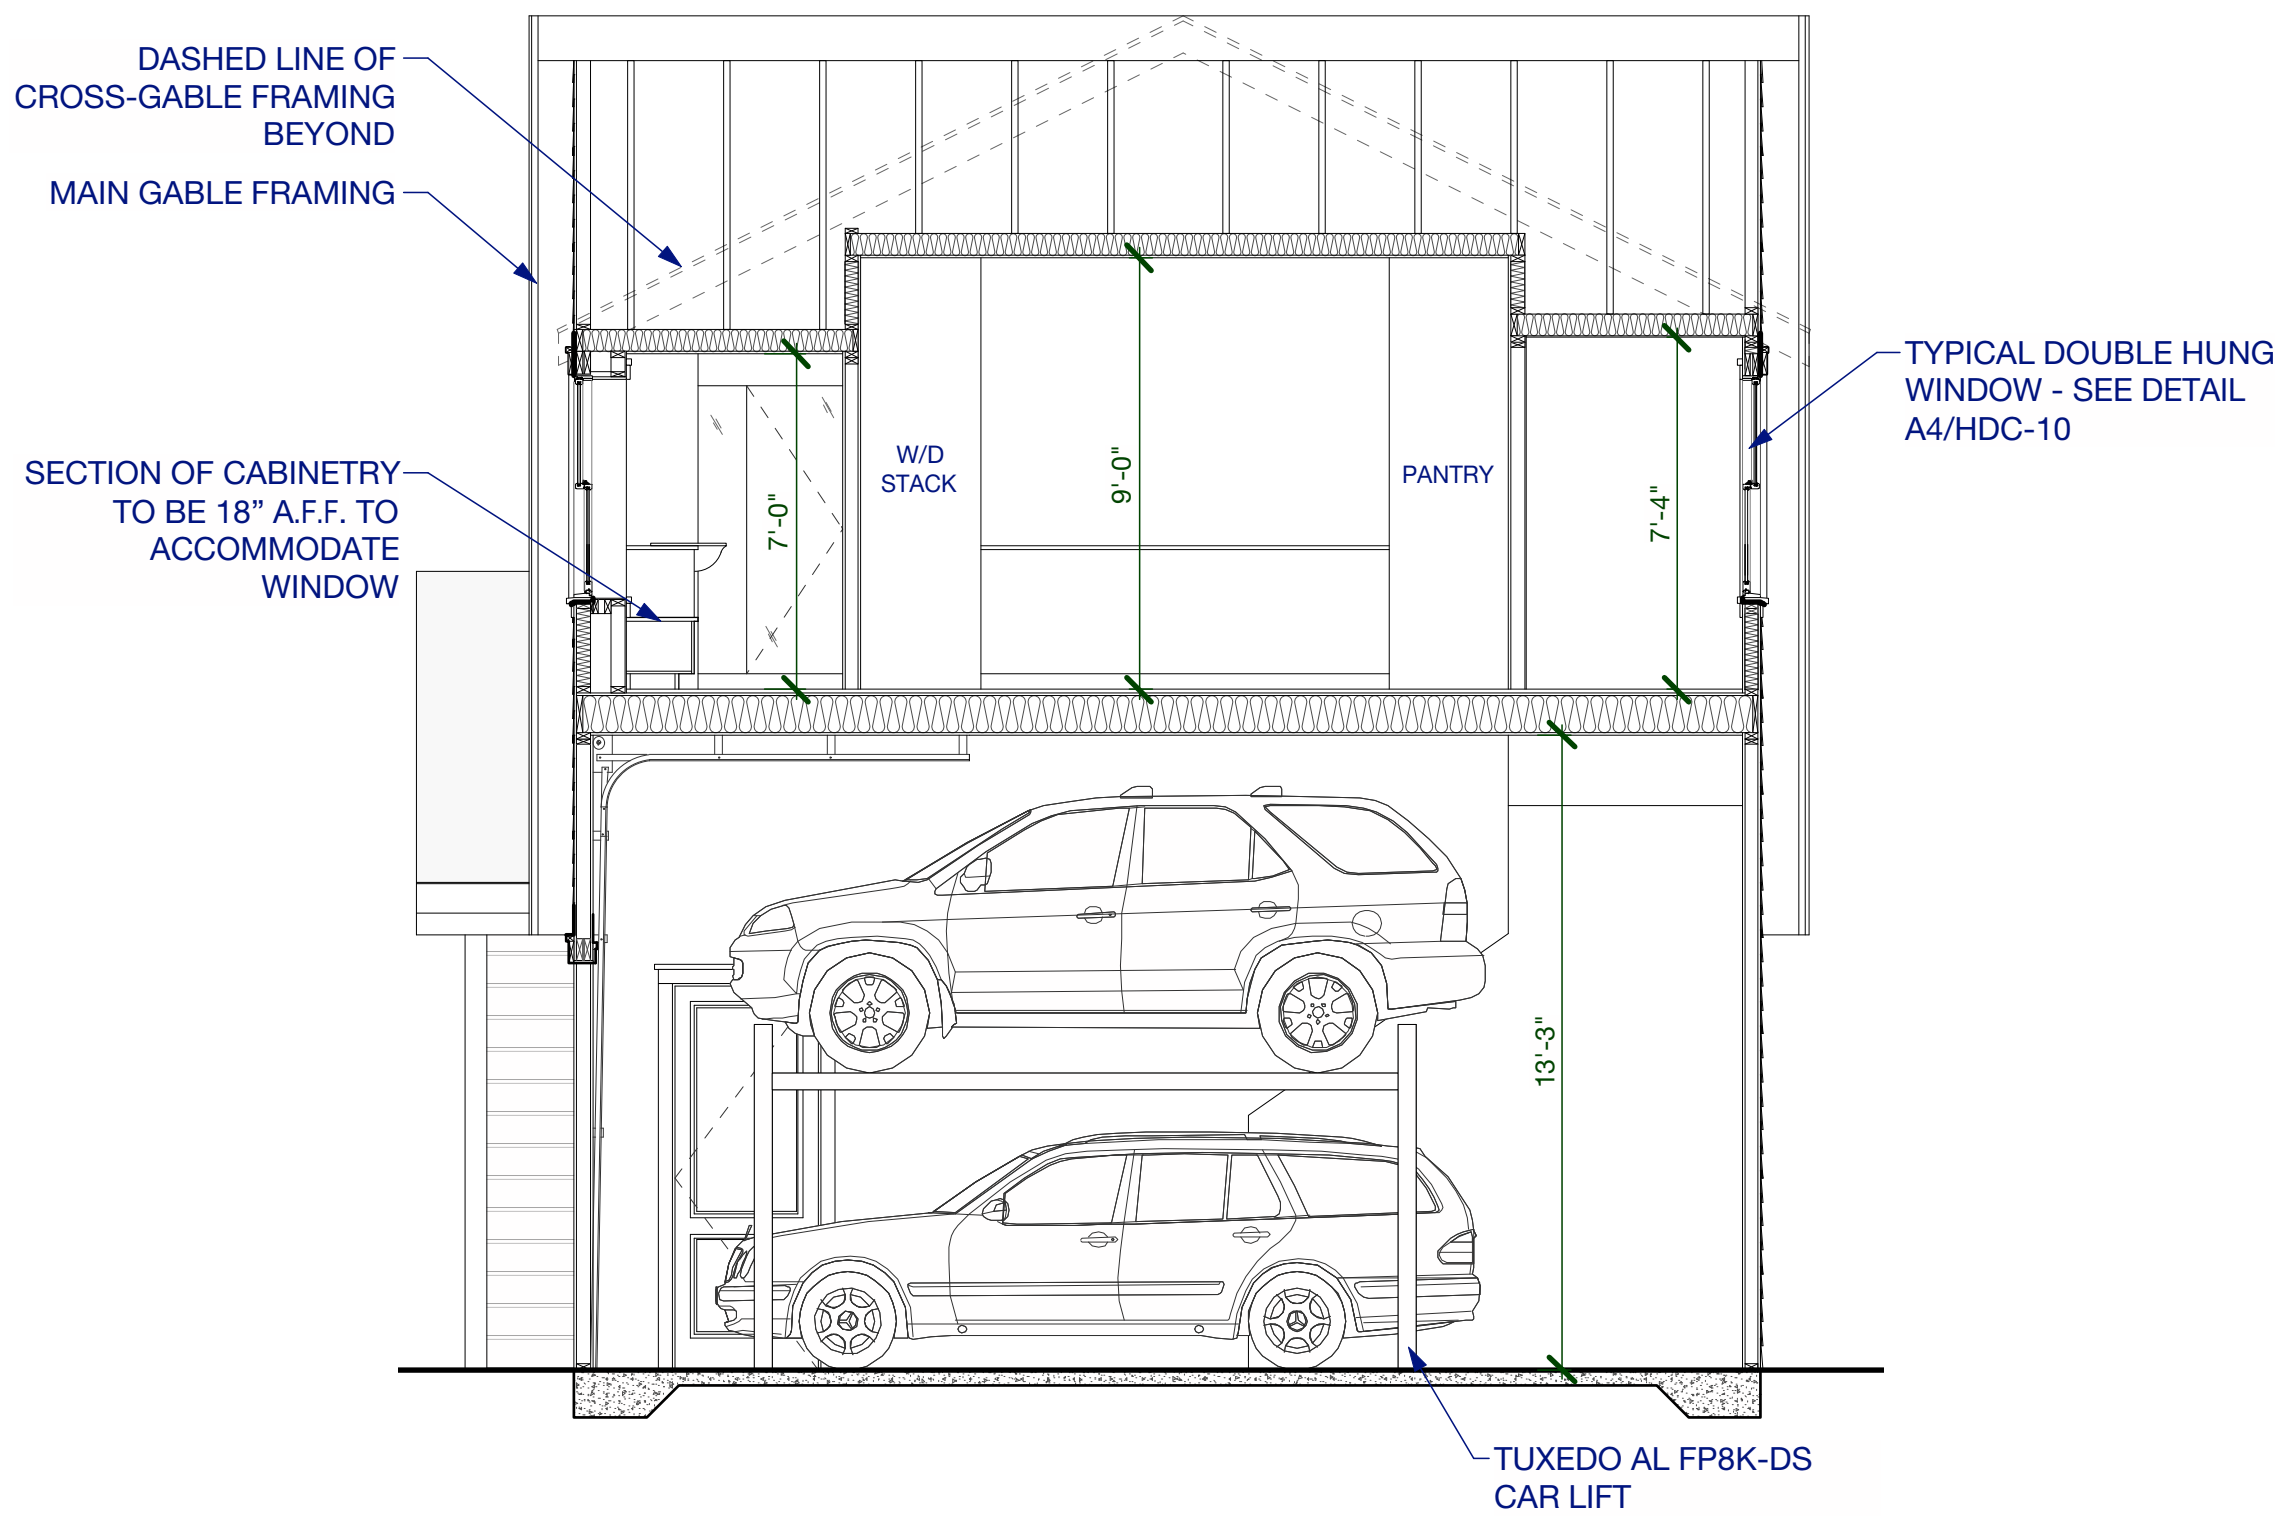 DASHED LINE OF
CROSS-GABLE FRAMING
BEYOND
MAIN GABLE FRAMING
TYPICAL DOUBLE HUNG
WINDOW - SEE DETAIL
A4/HDC-10
W/D
STACK
PANTRY
7'-0"
9'-0"
7'-4"
SECTION OF CABINETRY
TO BE 18” A.F.F. TO
ACCOMMODATE
WINDOW
13'-3"
TUXEDO AL FP8K-DS
CAR LIFT